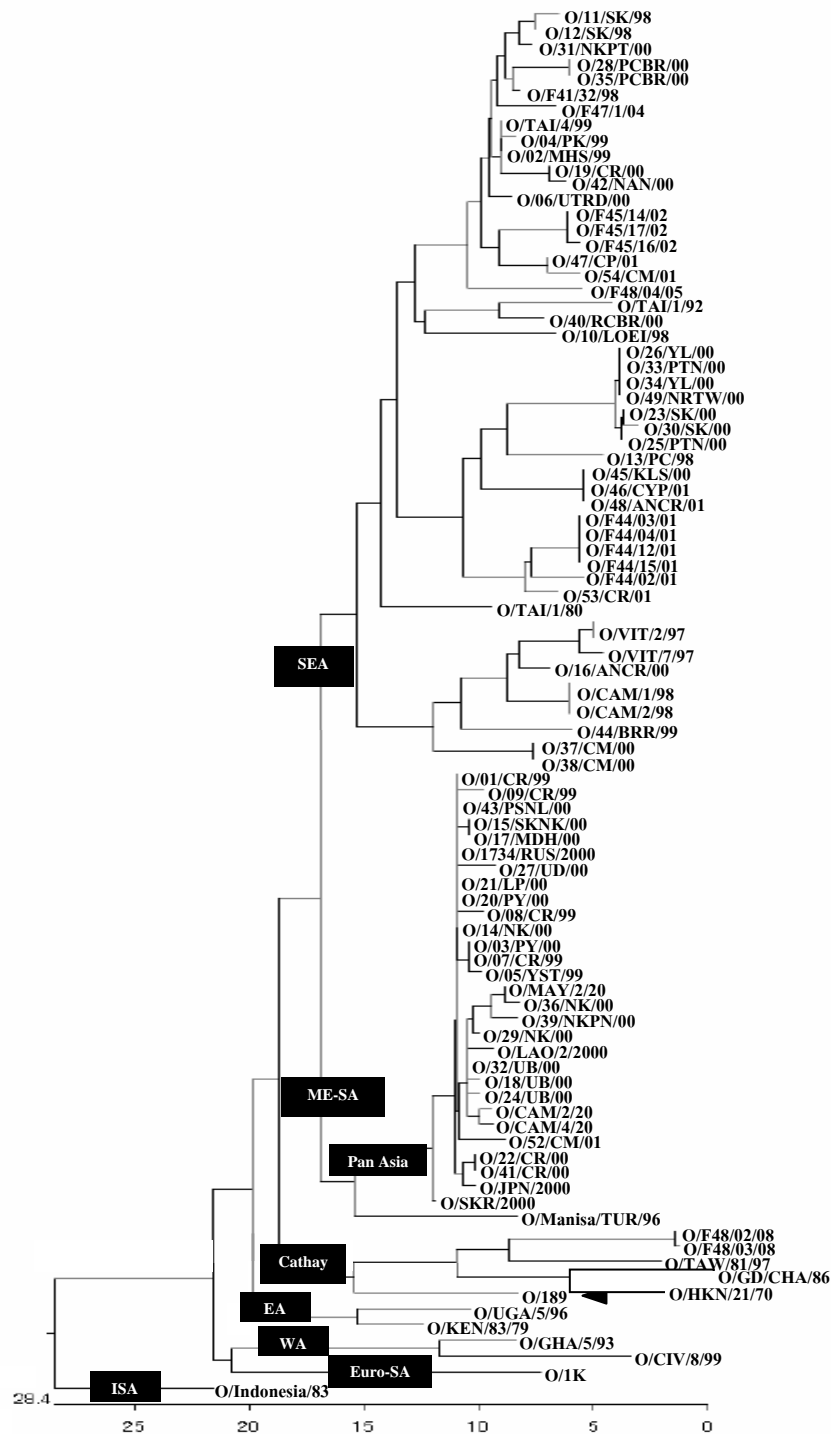 O/11/SK/98
O/12/SK/98
O/31/NKPT/00
O/28/PCBR/00
O/35/PCBR/00
O/F41/32/98
O/F47/1/04
O/TAI/4/99
O/04/PK/99
O/02/MHS/99
O/19/CR/00
O/42/NAN/00
O/06/UTRD/00
O/F45/14/02
O/F45/17/02
O/F45/16/02
O/47/CP/01
O/54/CM/01
O/F48/04/05
O/TAI/1/92
O/40/RCBR/00
O/10/LOEI/98
O/26/YL/00
O/33/PTN/00
O/34/YL/00
O/49/NRTW/00
O/23/SK/00
O/30/SK/00
O/25/PTN/00
O/13/PC/98
O/45/KLS/00
O/46/CYP/01
O/48/ANCR/01
O/F44/03/01
O/F44/04/01
O/F44/12/01
O/F44/15/01
O/F44/02/01
O/53/CR/01
O/TAI/1/80
O/VIT/2/97
O/VIT/7/97
SEA
O/16/ANCR/00
O/CAM/1/98
O/CAM/2/98
O/44/BRR/99
O/37/CM/00
O/38/CM/00
O/01/CR/99
O/09/CR/99
O/43/PSNL/00
O/15/SKNK/00
O/17/MDH/00
O/1734/RUS/2000
O/27/UD/00
O/21/LP/00
O/20/PY/00
O/08/CR/99
O/14/NK/00
O/03/PY/00
O/07/CR/99
O/05/YST/99
O/MAY/2/20
O/36/NK/00
O/39/NKPN/00
O/29/NK/00
O/LAO/2/2000
O/32/UB/00
O/18/UB/00
ME-SA
O/24/UB/00
O/CAM/2/20
O/CAM/4/20
O/52/CM/01
Pan Asia
O/22/CR/00
O/41/CR/00
O/JPN/2000
O/SKR/2000
O/Manisa/TUR/96
O/F48/02/08
O/F48/03/08
Cathay
O/TAW/81/97
O/GD/CHA/86
O/189
O/HKN/21/70
EA
O/UGA/5/96
O/KEN/83/79
WA
O/GHA/5/93
O/CIV/8/99
Euro-SA
O/1K
ISA
O/Indonesia/83
28.4
25 20 15 10 5 0